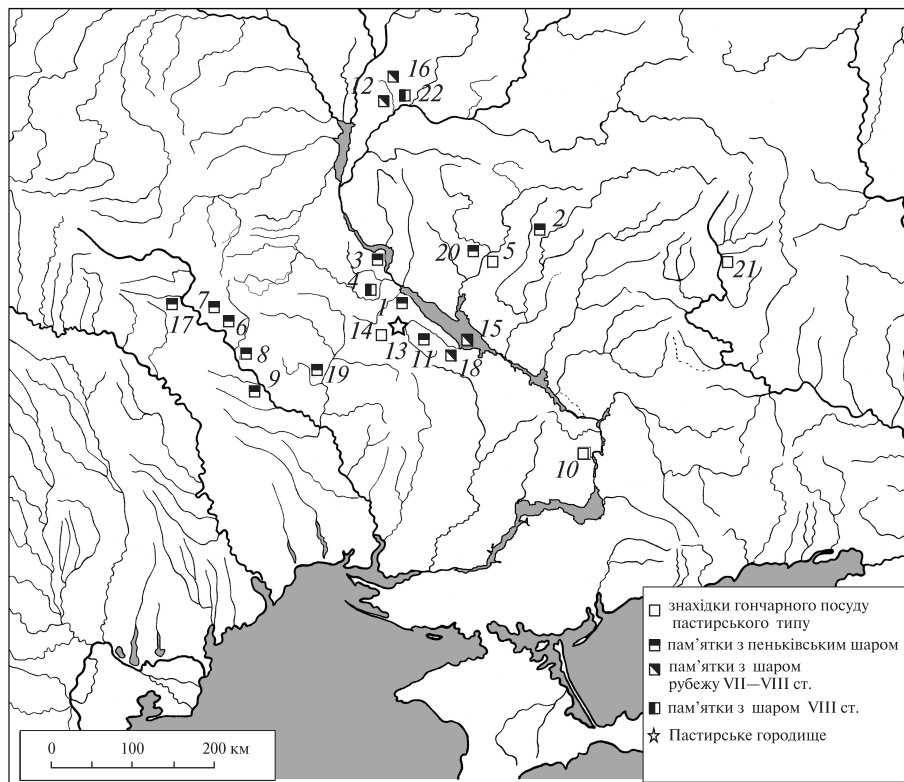 16
12
22
2
20
5
3
21
4
1
7
17
6
14
15
13
11
8
18
19
9
10
знахідки гончарного посуду
пастирського типу
пам’ятки з пеньківським шаром
пам’ятки з шаром
рубежу VII—VIII ст.
пам’ятки з шаром VIII ст.
Пастирське городище
0 100 200 км